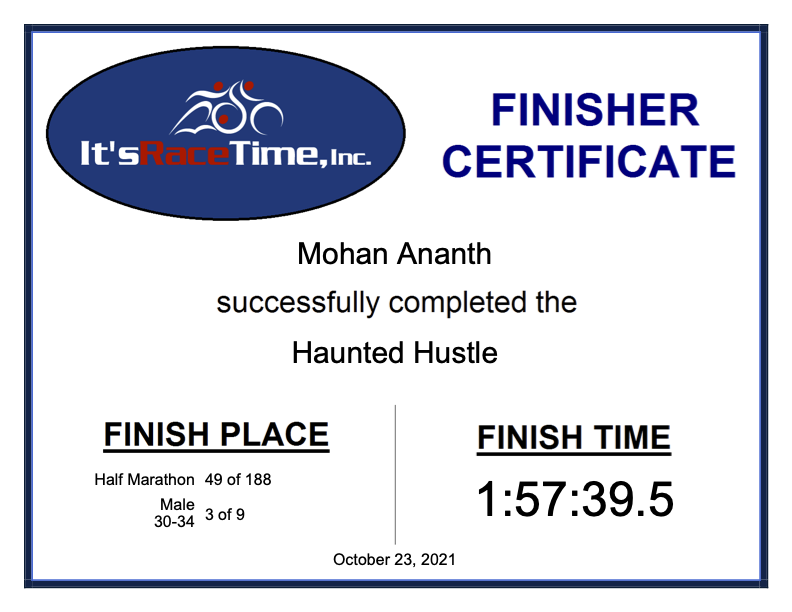 It'sRaceTime, Inc.
FINISHER
CERTIFICATE
Mohan Ananth
successfully completed the
Haunted Hustle
FINISH PLACE
Half Marathon 49 of 188
Male
30-34 3 of 9
FINISH TIME
1:57:39.5
October 23, 2021